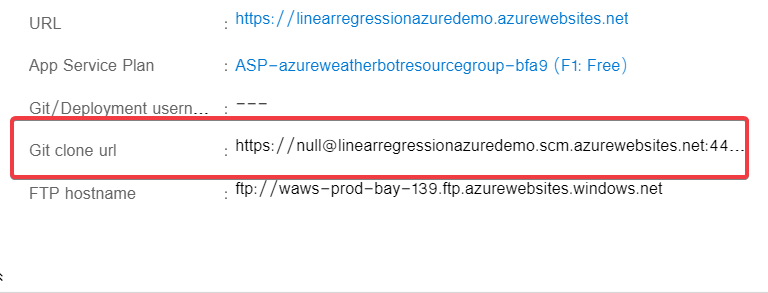 URL : https://linearregressionazuredemo.azurewebsites.net
App Service Plan : ASP-azureweatherbotresourcegroup-bfa9 (F1: Free)
Git/Deployment usern... : ---
Git clone url : https://null@linearregressionazuredemo.scm.azurewebsites.net:44...
FTP hostname : ftp://waws-prod-bay-139.ftp.azurewebsites.windows.net